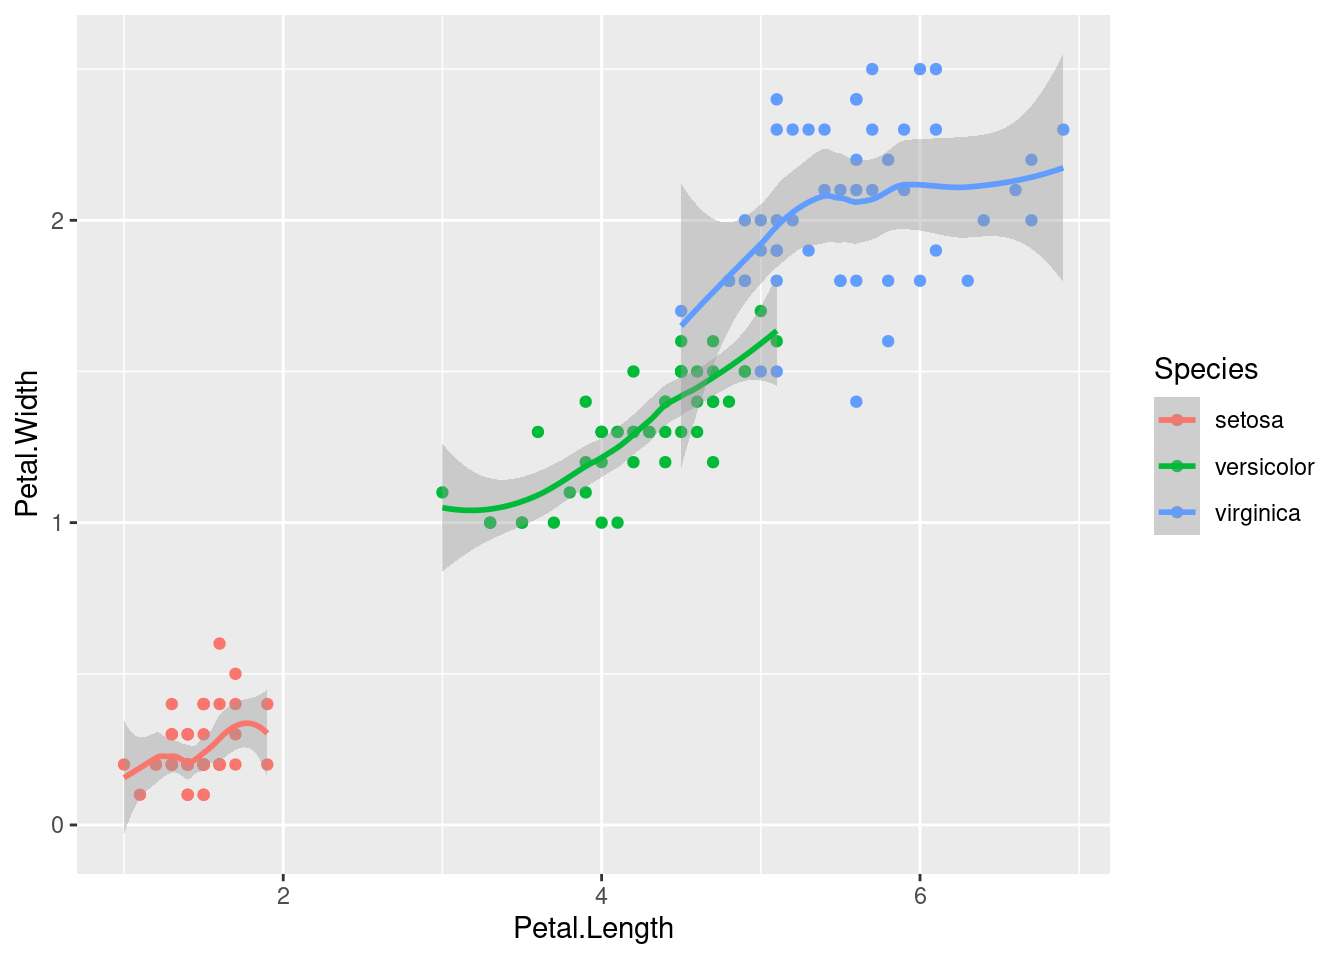 Petal.Width
2
1
0
2
4
6
Petal.Length
Species
setosa
versicolor
virginica